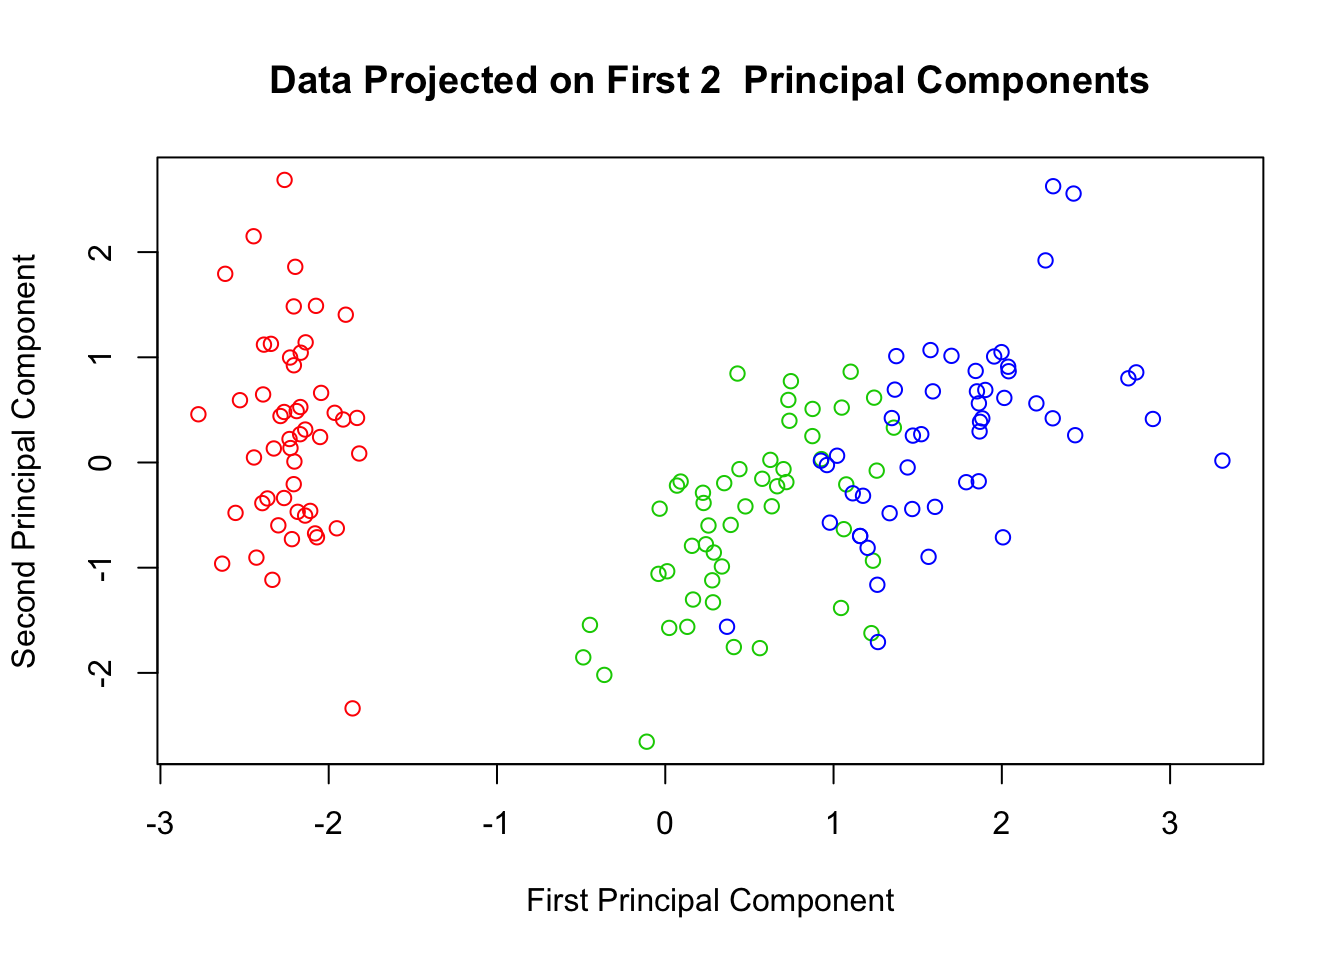 Data Projected on First 2  Principal Components
Second Principal Component
2
1
0
-1
-2
-3 -2 -1 0 1 2 3
First Principal Component